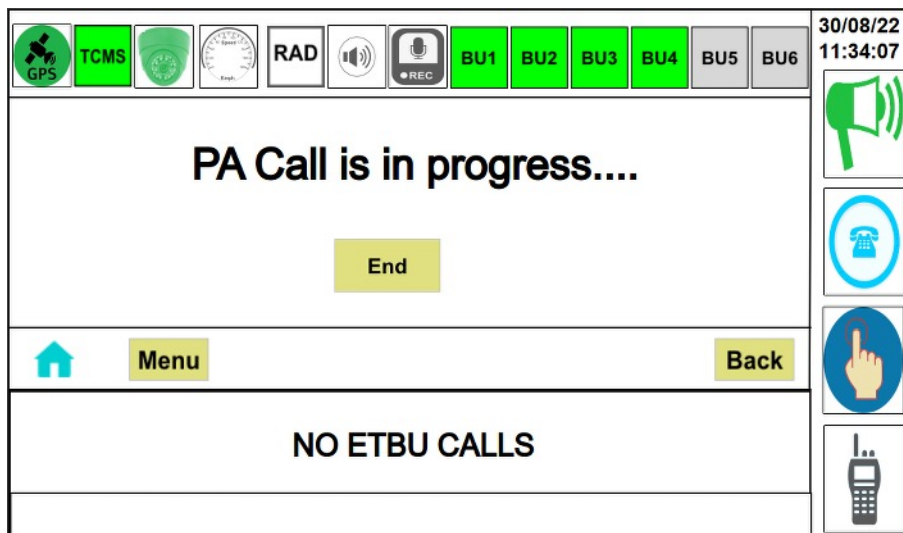 GPS
TCMS
Speed
RAD
REC
BU1
BU2
BU3
BU4
BU5
BU6
30/08/22
11:34:07
PA Call is in progress....
End
Menu
Back
NO ETBU CALLS